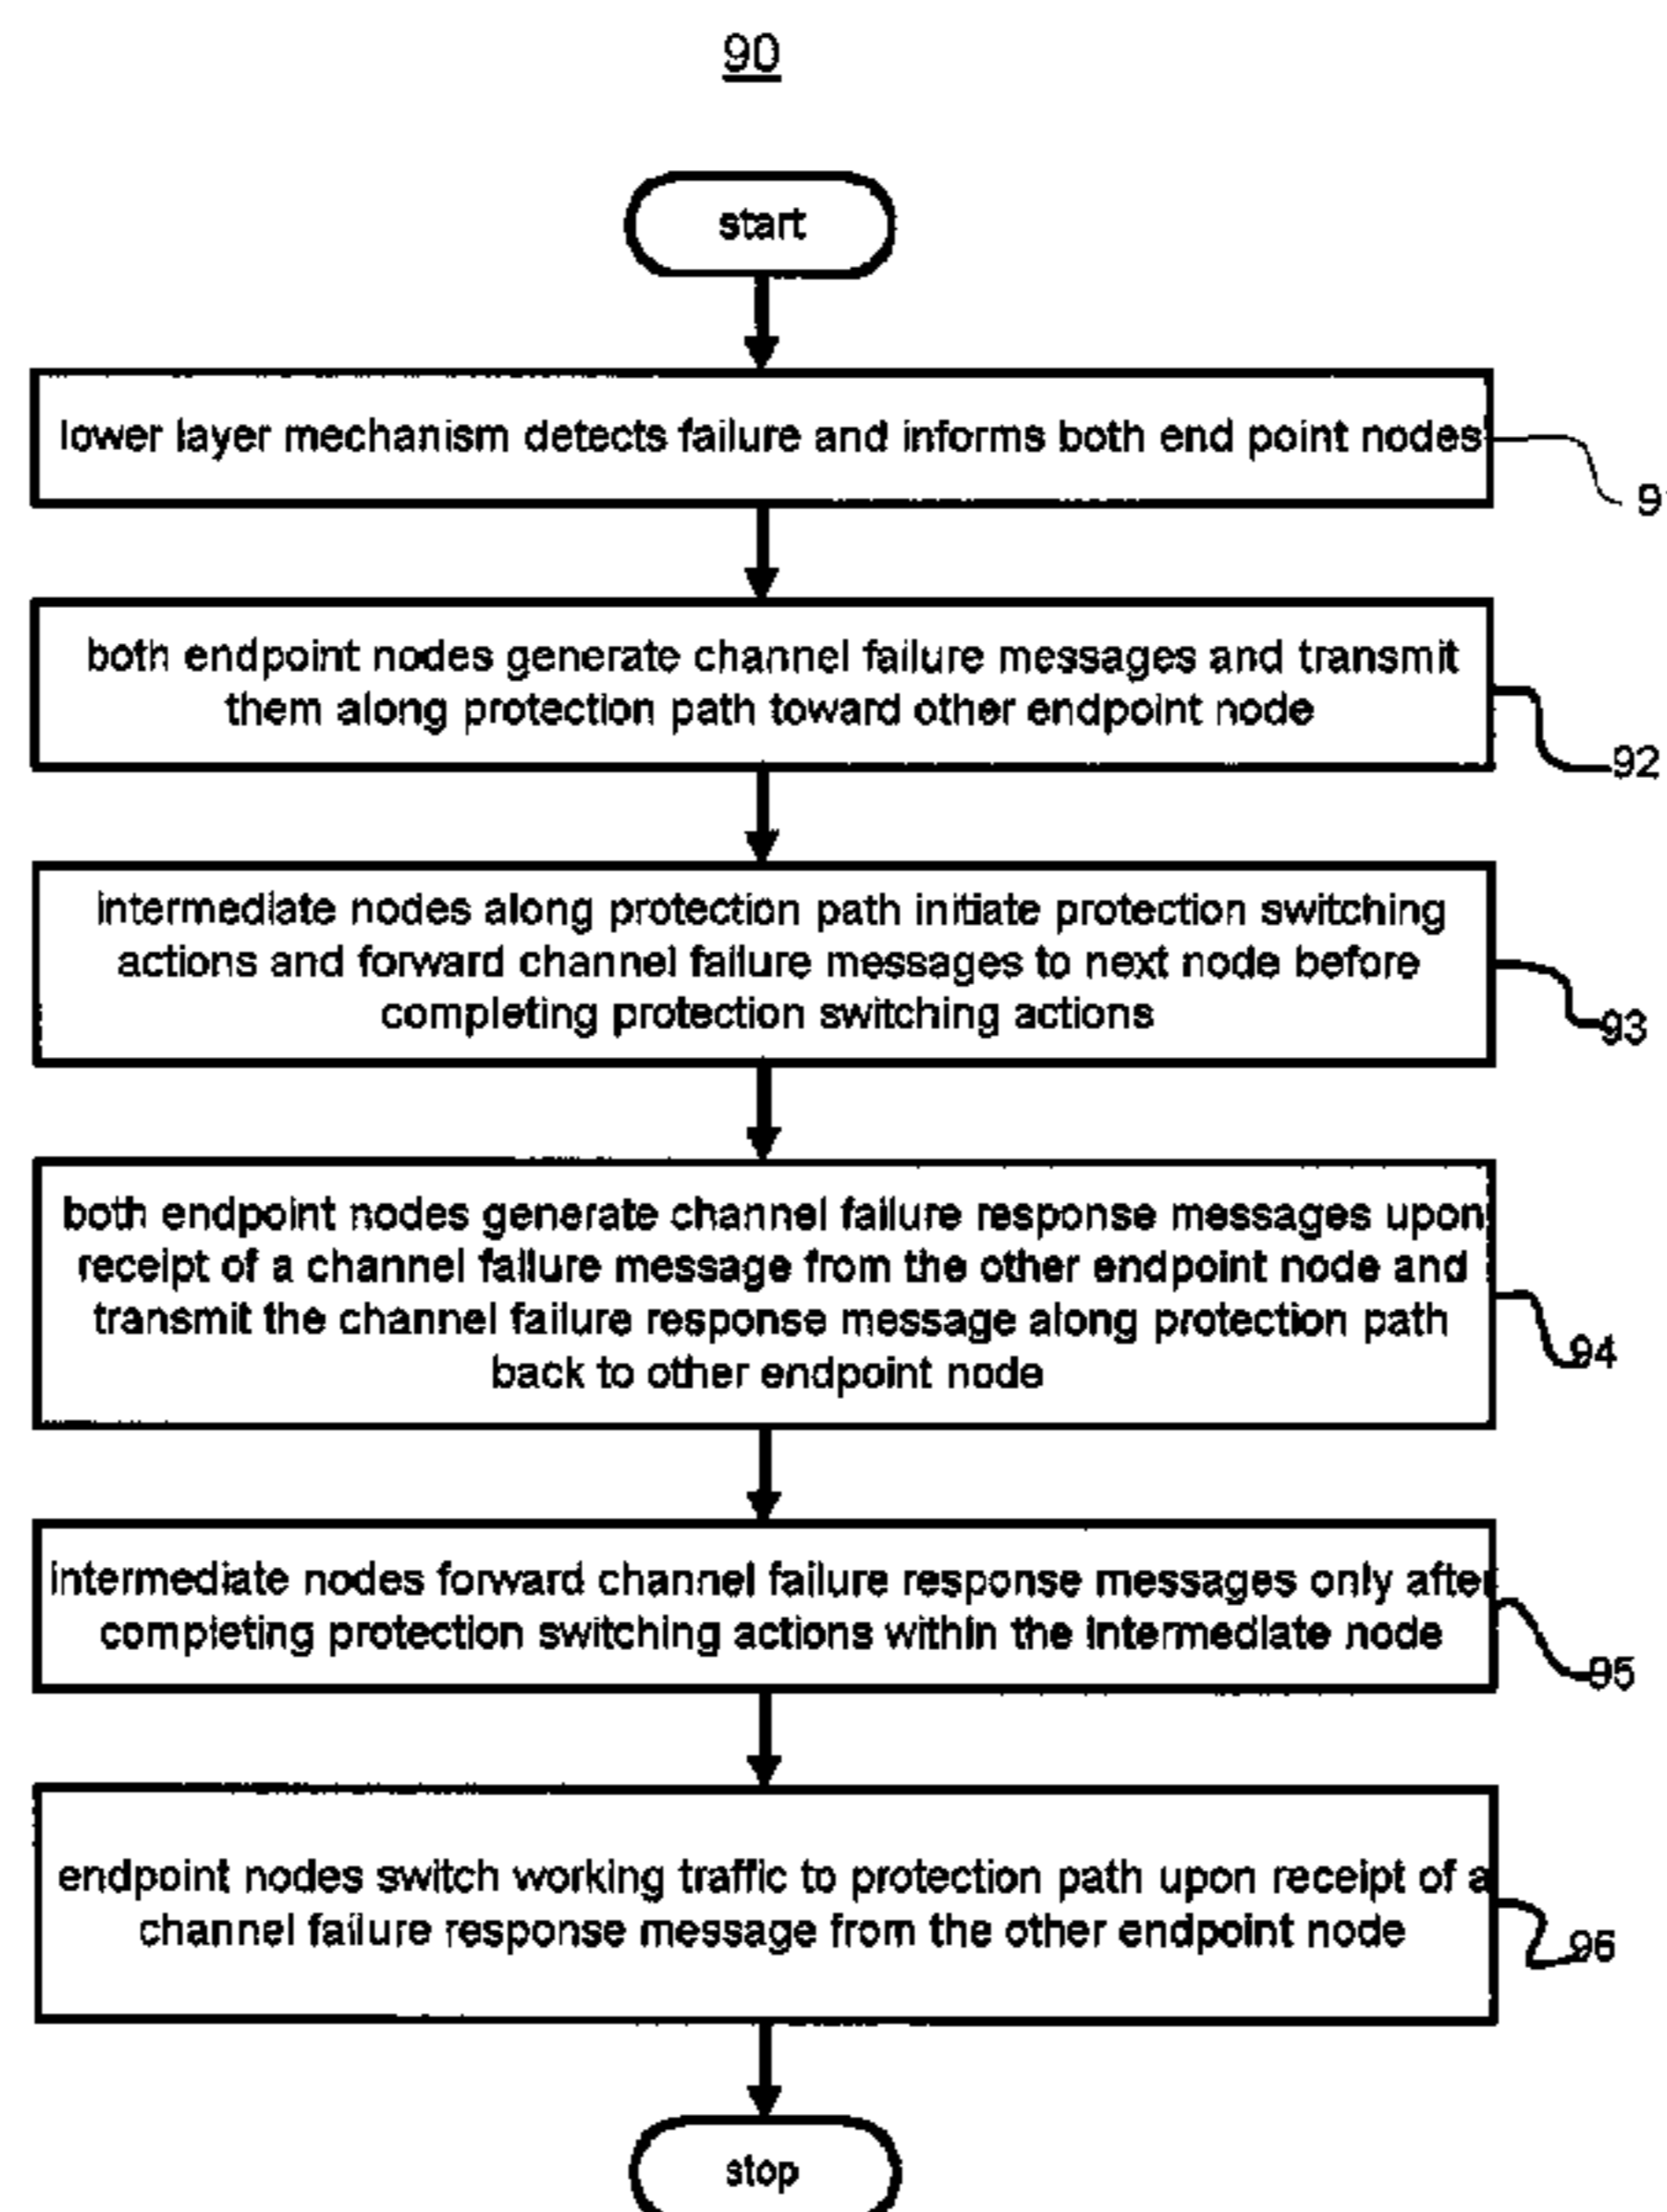 90
start
lower layer mechanism detects failure and informs both end point nodes
9
both endpoint nodes generate channel failure messages and transmit
them along protection path toward other endpoint node
92
intermediate nodes along protection path initiate protection switching
actions and forward channel failure messages to next node before
completing protection switching actions
93
both endpoint nodes generate channel failure response messages upon
receipt of a channel failure message from the other endpoint node and
transmit the channel failure response message along protection path
back to other endpoint node
94
intermediate nodes forward channel failure response messages only after
completing protection switching actions within the intermediate node
95
endpoint nodes switch working traffic to protection path upon receipt of a
channel failure response message from the other endpoint node
96
stop